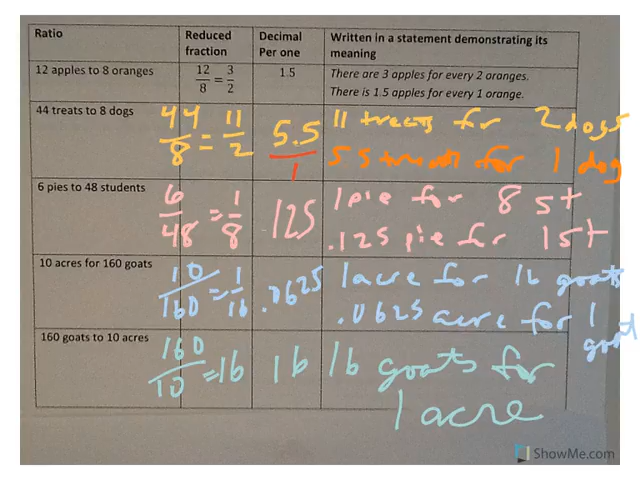 Ratio Reduced fraction Decimal Per one Written in a statement demonstrating its meaning
12 apples to 8 oranges 12/8 = 3/2 1.5 There are 3 apples for every 2 oranges.
There is 1.5 apples for every 1 orange.
44 treats to 8 dogs 44/8 = 11/2 5.5/1 11 treats for 2 dogs
5.5 treats for 1 dog
6 pies to 48 students 6/48 = 1/8 .125 1 pie for 8 st
.125 pie for 1 st
10 acres for 160 goats 10/160 = 1/16 .0625 1 acre for 16 goats
.0625 acre for 1 goat
160 goats to 10 acres 160/10 = 16 16 16 goats for
1 acre
ShowMe.com